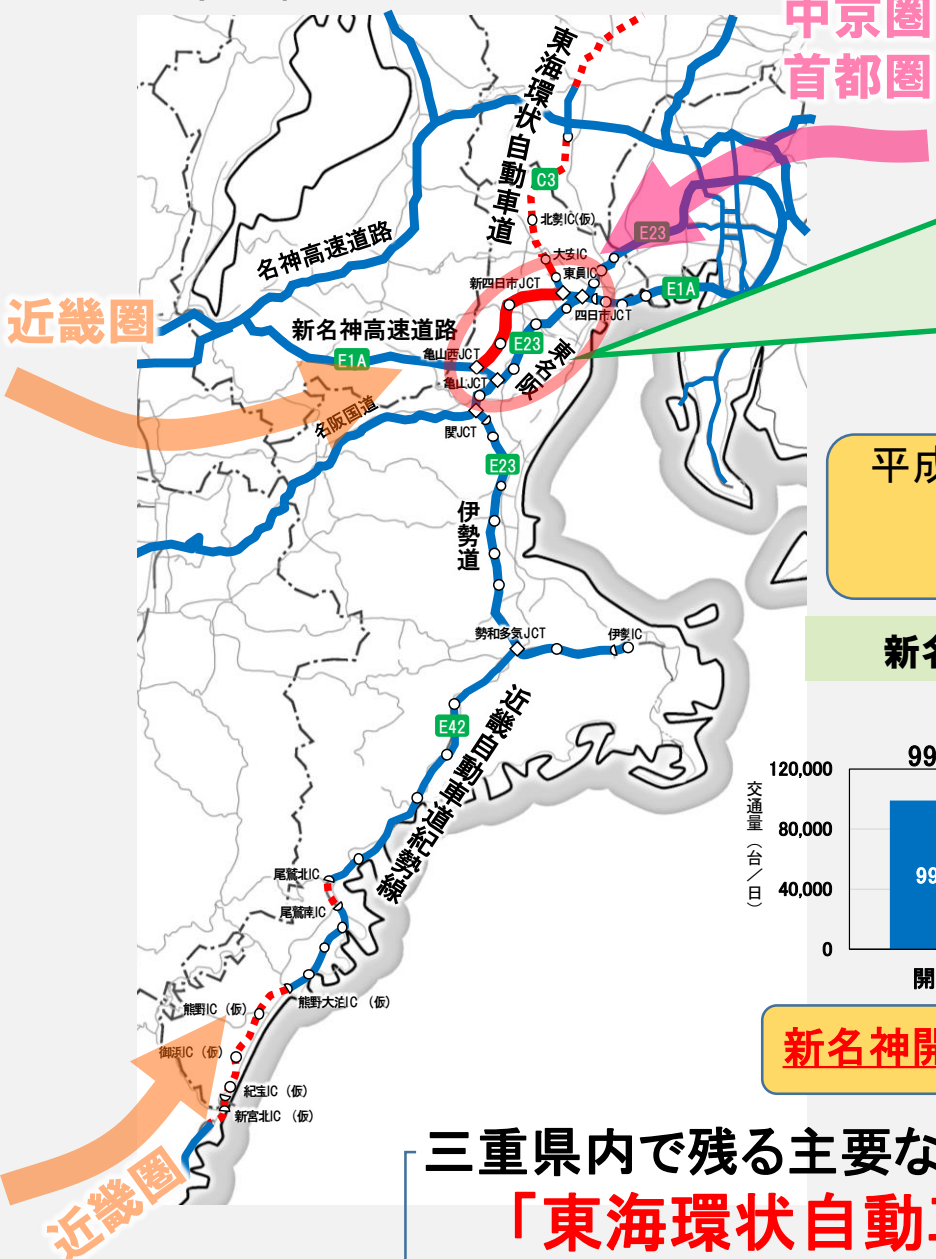 中京圏
首都圏
東海環状自動車道
C3
北勢IC(仮)
E23
大安IC
名神高速道路
東員IC
新四日市JCT
E1A
近畿圏
四日市JCT
新名神高速道路
E23
亀山西JCT
東名阪
E1A
亀山JCT
名阪国道
関JCT
平成
E23
伊勢道
勢和多気JCT
伊勢IC
新名
E42
近畿自動車道紀勢線
99
120,000
交通量（台／日）
80,000
99
尾鷲北IC
40,000
尾鷲南IC
0
開
熊野大泊IC （仮）
熊野IC （仮）
新名神開
御浜IC （仮）
紀宝IC （仮）
新宮北IC （仮）
三重県内で残る主要な
近畿圏
「東海環状自動車